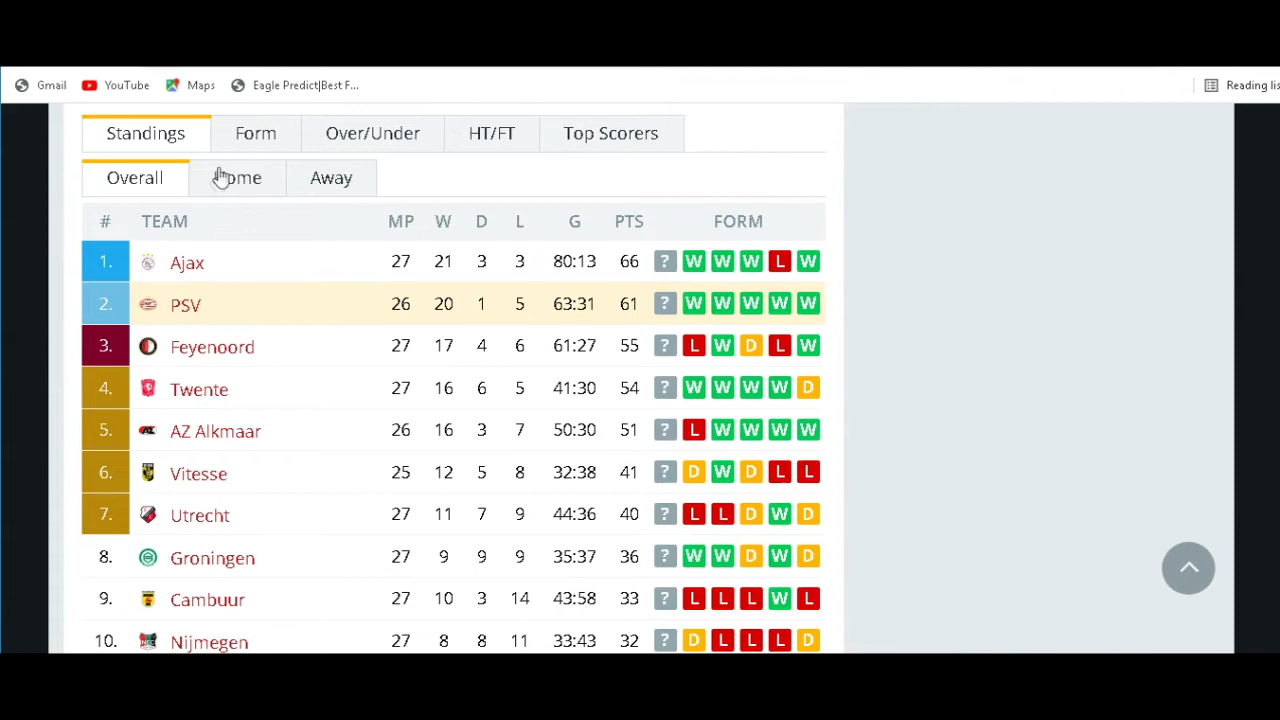 Gmail YouTube Maps Eagle Predict|Best F... Reading lis
Standings Form Over/Under HT/FT Top Scorers
Overall ome Away
# TEAM MP W D L G PTS FORM
1. Ajax 27 21 3 3 80:13 66 ? W W W L W
2. PSV 26 20 1 5 63:31 61 ? W W W W W
3. Feyenoord 27 17 4 6 61:27 55 ? L W D L W
4. Twente 27 16 6 5 41:30 54 ? W W W W D
5. AZ Alkmaar 26 16 3 7 50:30 51 ? L W W W W
6. Vitesse 25 12 5 8 32:38 41 ? D W D L L
7. Utrecht 27 11 7 9 44:36 40 ? L L D W D
8. Groningen 27 9 9 9 35:37 36 ? W W D W D
9. Cambuur 27 10 3 14 43:58 33 ? L L L W L
10. Nijmegen 27 8 8 11 33:43 32 ? D L L L D